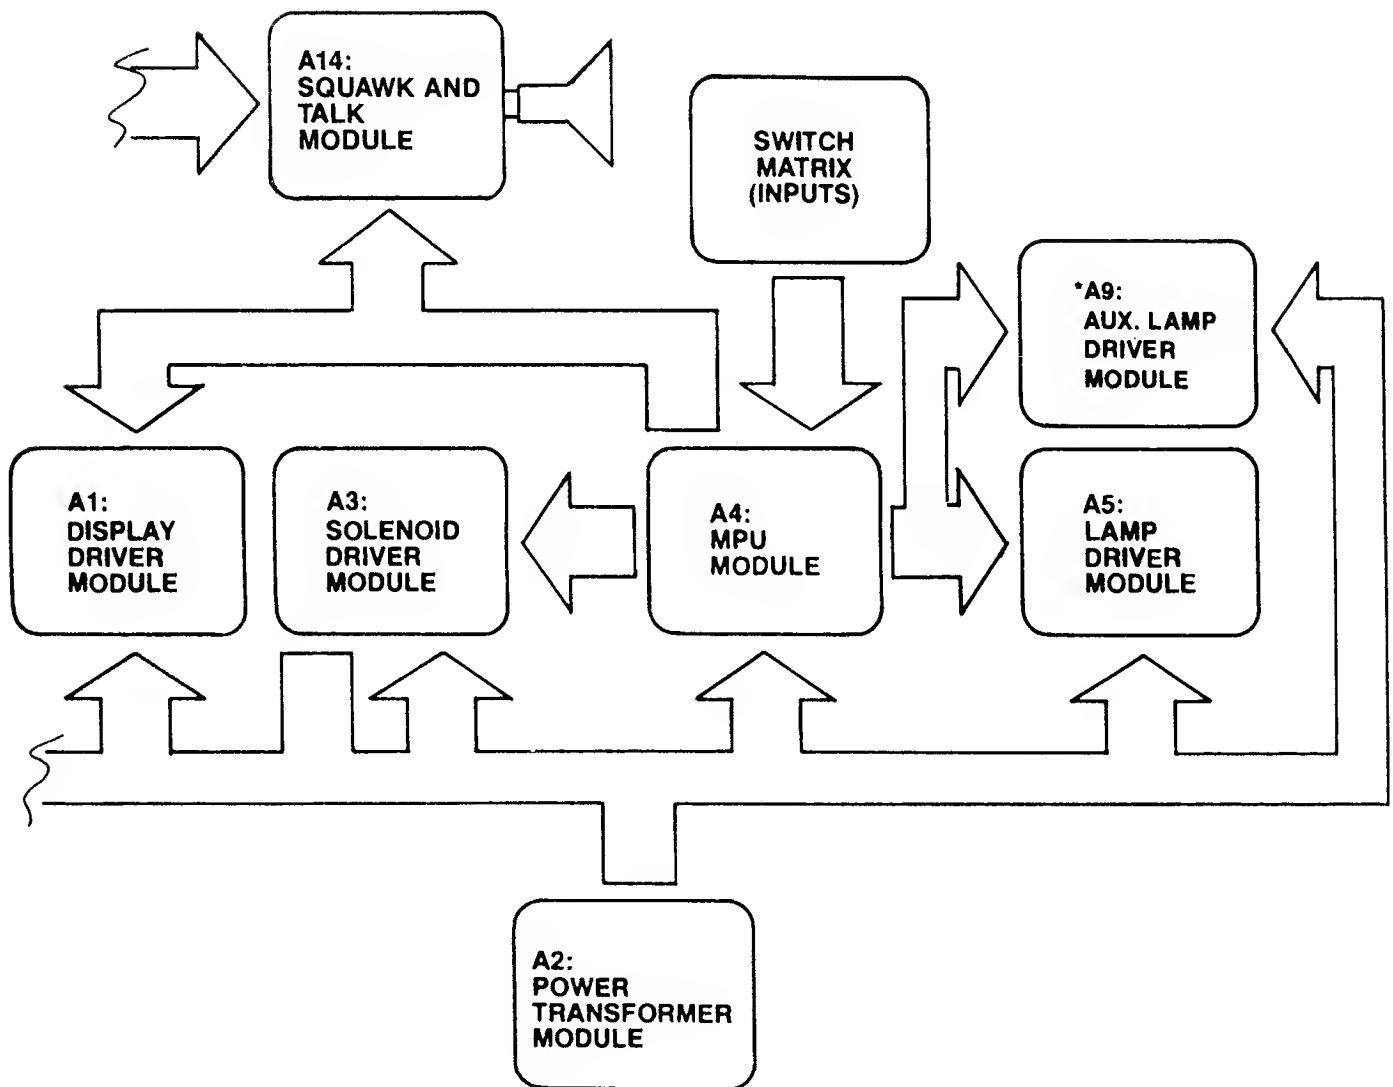 A14:
SQUAWK AND
TALK
MODULE
SWITCH
MATRIX
(INPUTS)
*A9:
AUX. LAMP
DRIVER
MODULE
A1:
DISPLAY
DRIVER
MODULE
A3:
SOLENOID
DRIVER
MODULE
A4:
MPU
MODULE
A5:
LAMP
DRIVER
MODULE
A2:
POWER
TRANSFORMER
MODULE